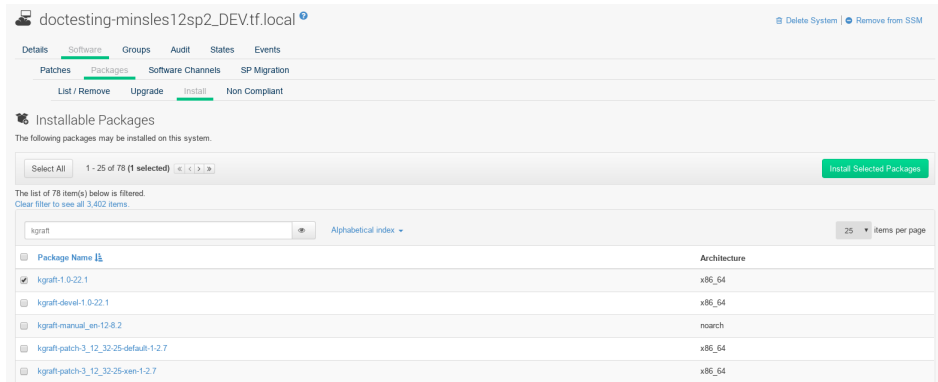 doctesting-minsles12sp2_DEV.tf.local ?
Delete System | Remove from SSM
Details Software Groups Audit States Events
Patches Packages Software Channels SP Migration
List / Remove Upgrade Install Non Compliant
Installable Packages
The following packages may be installed on this system.
Select All 1 - 25 of 78 (1 selected) « < > » Install Selected Packages
The list of 78 item(s) below is filtered.
Clear filter to see all 3,402 items.
kgraft Alphabetical index 25 items per page
Package Name Architecture
kgraft-1.0-22.1 x86_64
kgraft-devel-1.0-22.1 x86_64
kgraft-manual_en-12-8.2 noarch
kgraft-patch-3_12_32-25-default-1-2.7 x86_64
kgraft-patch-3_12_32-25-xen-1-2.7 x86_64